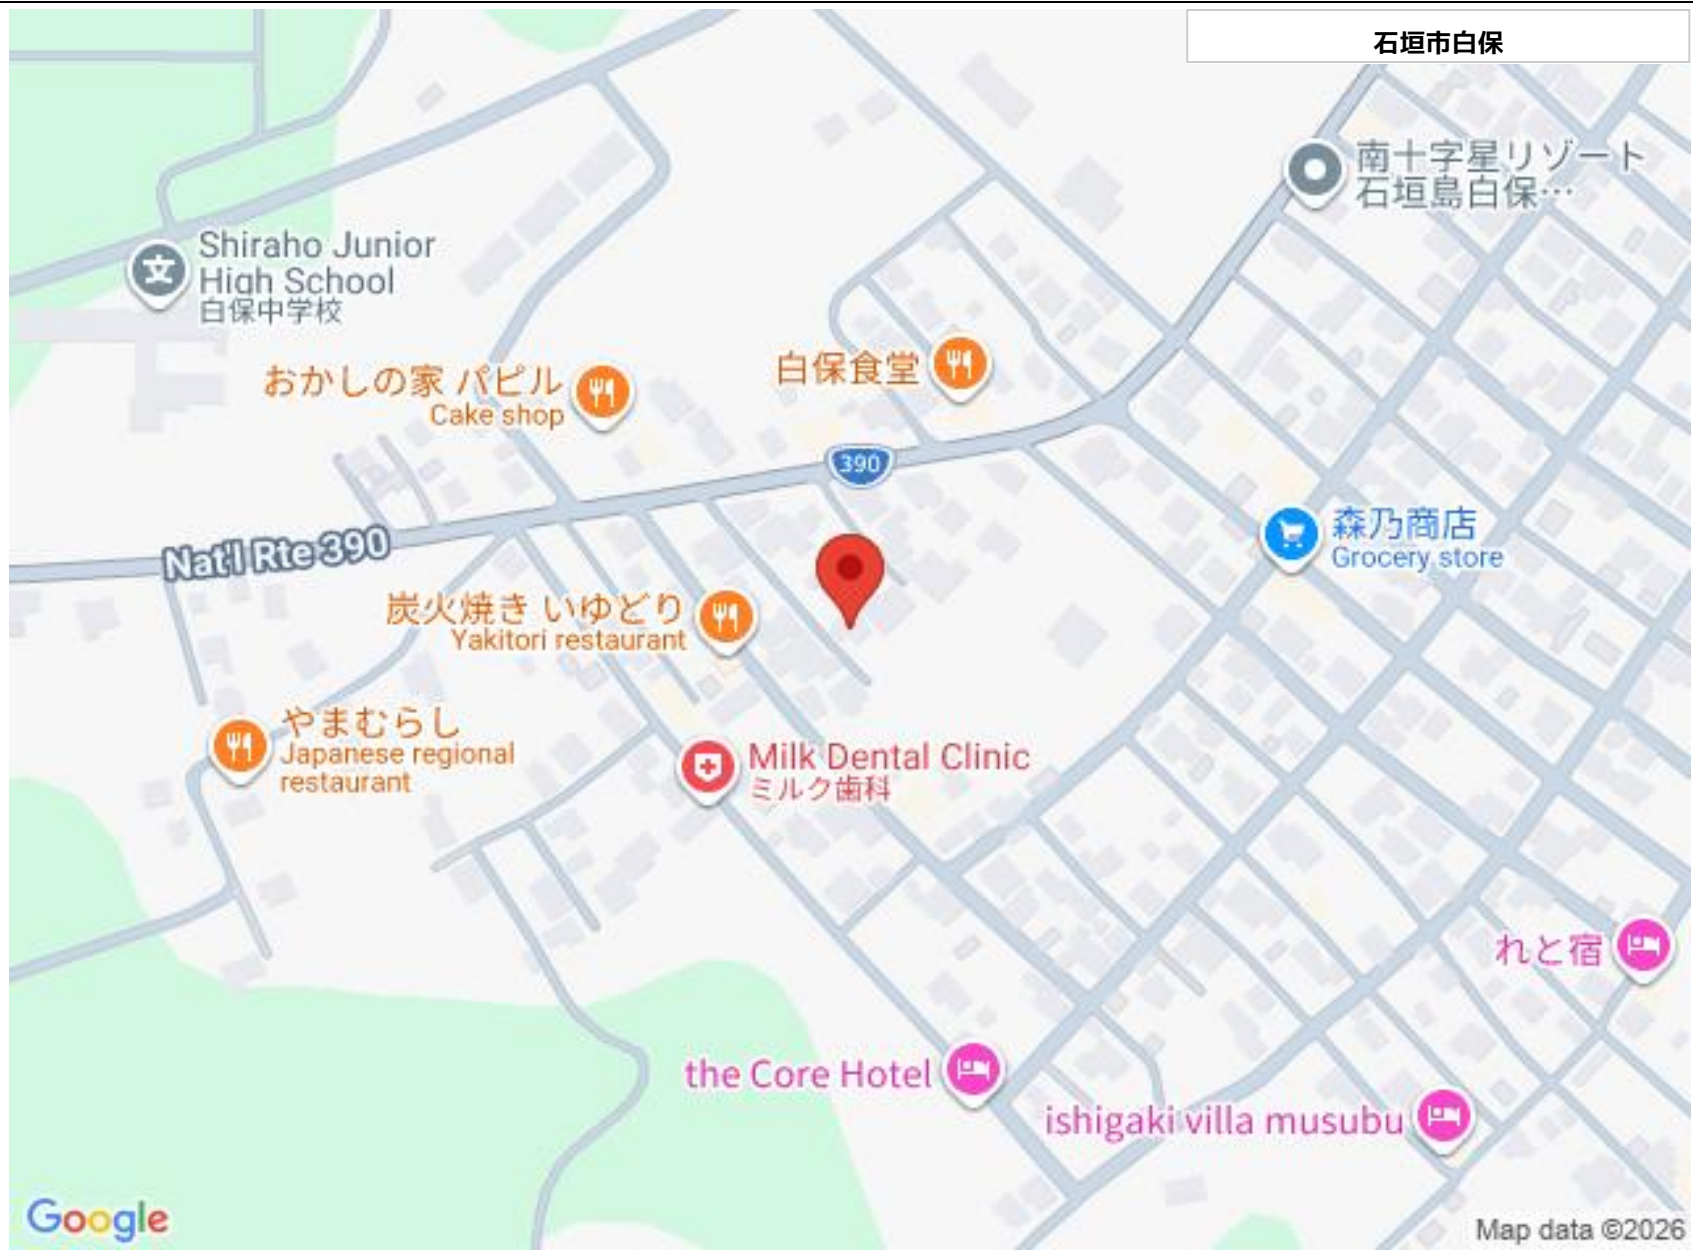 石垣市白保
南十字星リゾート
石垣島白保…
Shiraho Junior
High School
白保中学校
おかしの家 パピル
Cake shop
白保食堂
390
Nat'l Rte 390
森乃商店
Grocery store
炭火焼き いゆどり
Yakitori restaurant
やまむらし
Japanese regional
restaurant
Milk Dental Clinic
ミルク歯科
れと宿
the Core Hotel
ishigaki villa musubu
Google
Map data ©2026